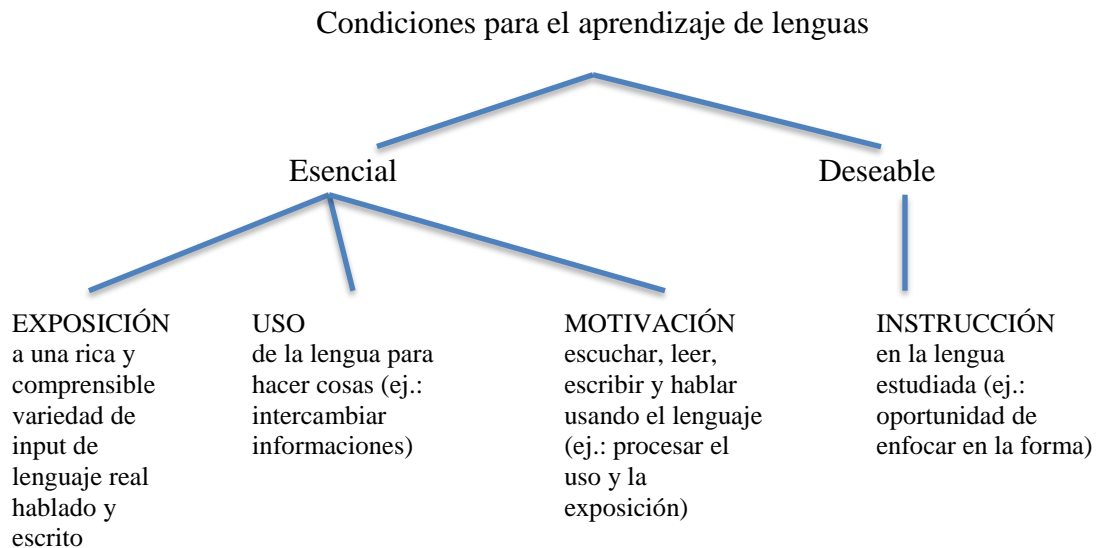 Condiciones para el aprendizaje de lenguas
Esencial
Deseable
EXPOSICIÓN
a una rica y
comprensible
variedad de
input de
lenguaje real
hablado y
escrito
USO
de la lengua para
hacer cosas (ej.:
intercambiar
informaciones)
MOTIVACIÓN
escuchar, leer,
escribir y hablar
usando el lenguaje
(ej.: procesar el
uso y la
exposición)
INSTRUCCIÓN
en la lengua
estudiada (ej.:
oportunidad de
enfocar en la forma)